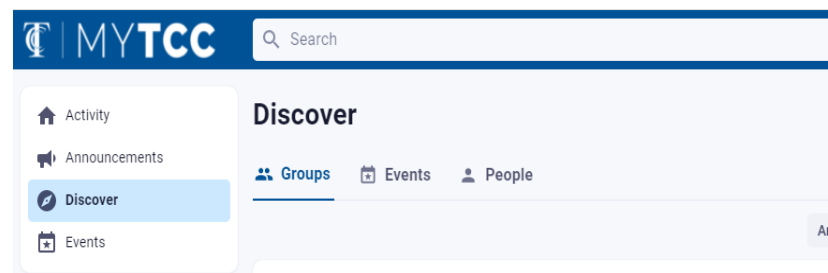 MYTCC
Search
Activity
Announcements
Discover
Events
Discover
Groups
Events
People